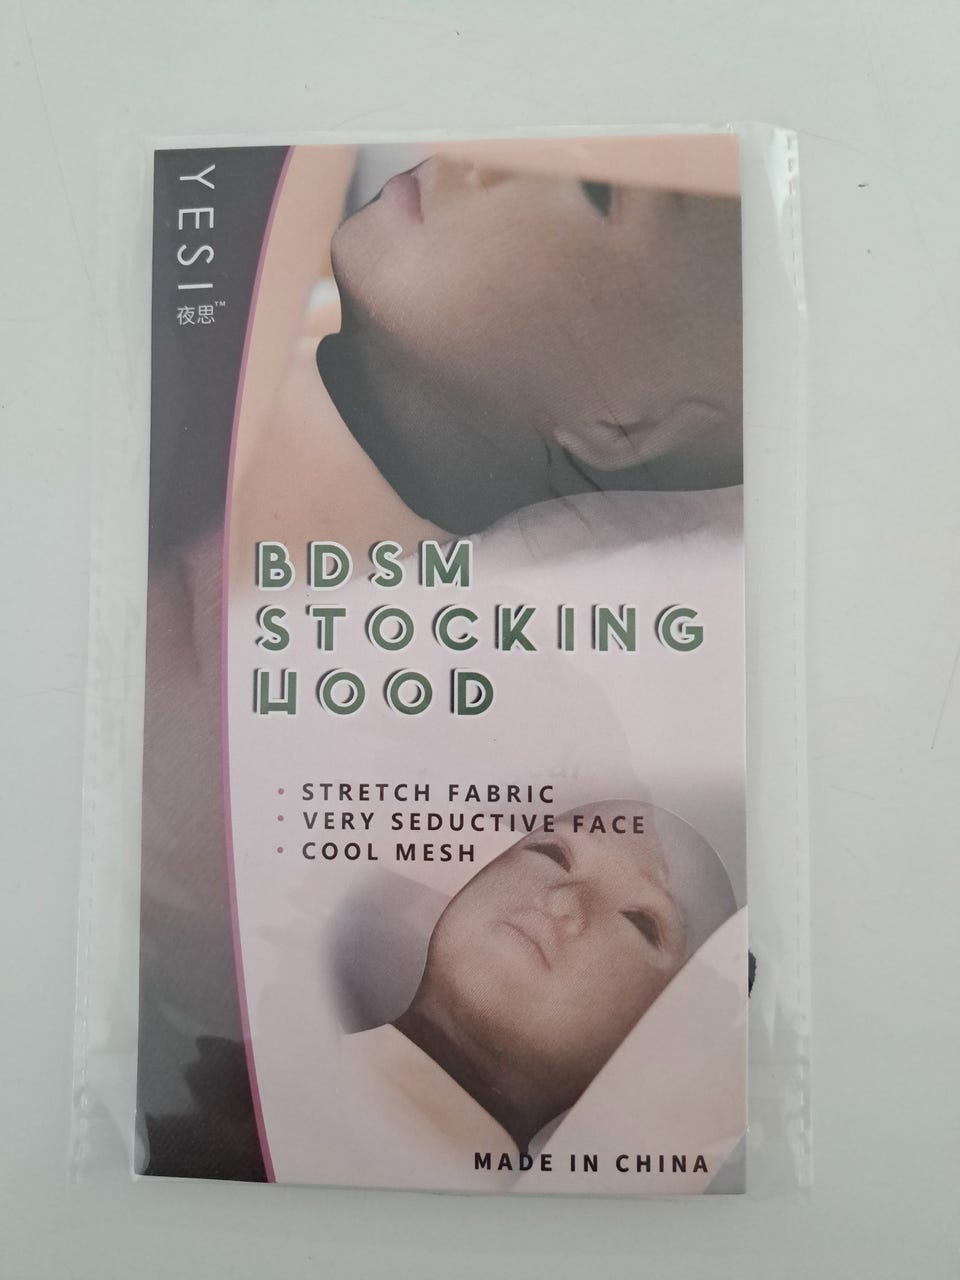 YESI
夜思™
BDSM
STOCKING
HOOD
• STRETCH FABRIC
• VERY SEDUCTIVE FACE
• COOL MESH
MADE IN CHINA